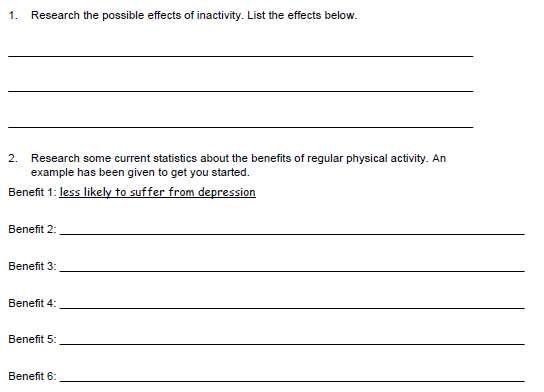 1. Research the possible effects of inactivity. List the effects below.
2. Research some current statistics about the benefits of regular physical activity. An
example has been given to get you started.
Benefit 1: less likely to suffer from depression
Benefit 2:
Benefit 3:
Benefit 4:
Benefit 5:
Benefit 6: